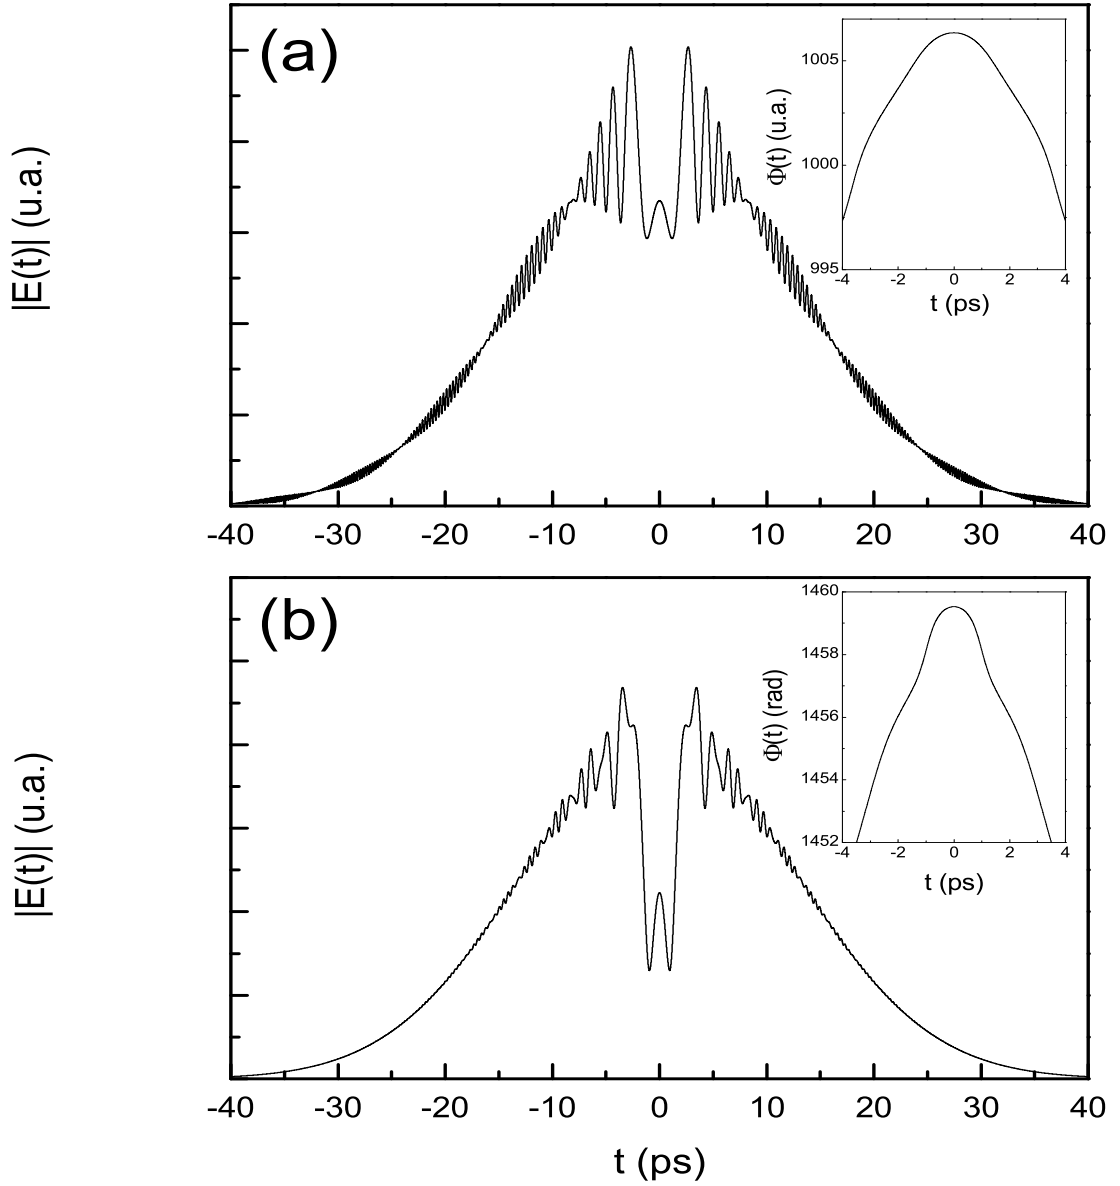 (a)
|E(t)| (u.a.)
Φ(t) (u.a.)
1005
1000
995
-4 -2 0 2 4
t (ps)
-40 -30 -20 -10 0 10 20 30 40
(b)
|E(t)| (u.a.)
Φ(t) (rad)
1460
1458
1456
1454
1452
-4 -2 0 2 4
t (ps)
-40 -30 -20 -10 0 10 20 30 40
t (ps)